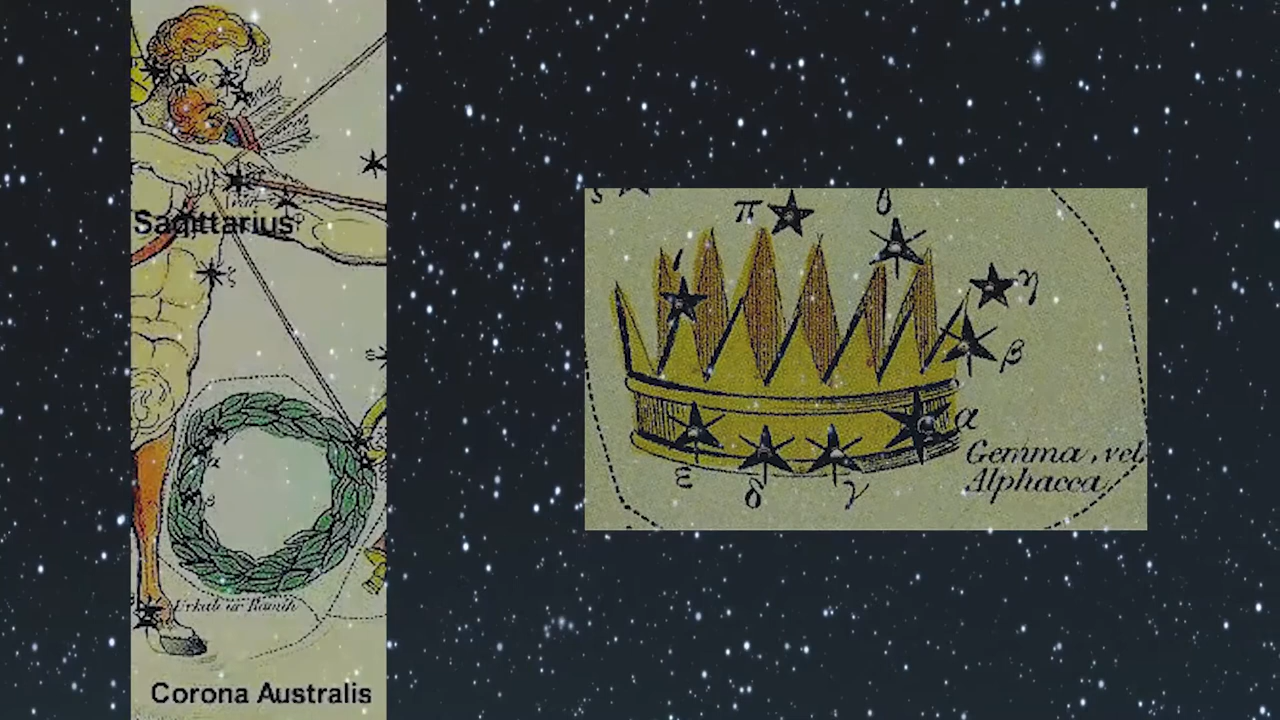 Sagittarius
Corona Australis
π
θ
ι
η
β
α
Gemma, vel
Alphacca
ε
δ
γ